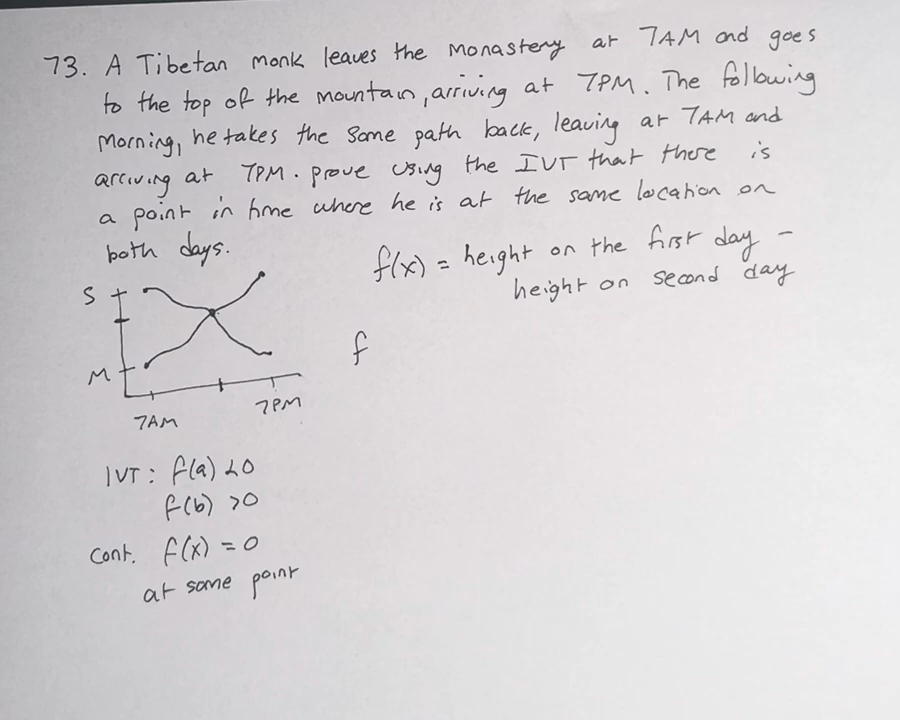 73. A Tibetan monk leaves the monastery at 7AM and goes
to the top of the mountain, arriving at 7PM. The following
morning, he takes the same path back, leaving at 7AM and
arriving at 7PM. prove using the IVT that there is
a point in time where he is at the same location on
both days.
f(x) = height on the first day -
height on second day
S
M
7AM
7PM
f
IVT: f(a) <0
f(b) >0
cont. f(x) = 0
at some point